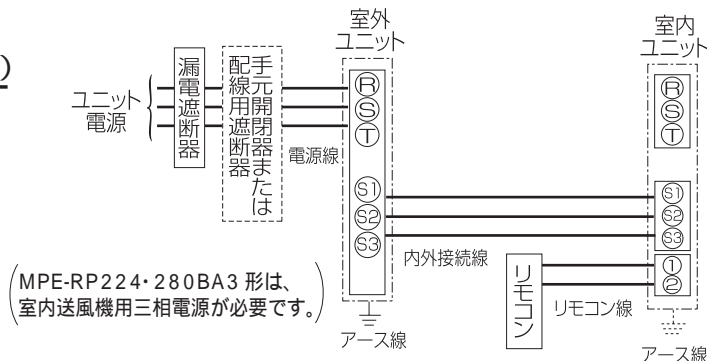 )
室外
ユニット
室内
ユニット
ユニット
電源
漏電遮断器
手元開閉器または
配線用遮断器
電源線
R
S
T
S1
S2
S3
R
S
T
S1
S2
S3
1
2
内外接続線
リモコン
リモコン線
(MPE-RP224・280BA3 形は、
室内送風機用三相電源が必要です。)
アース線
アース線